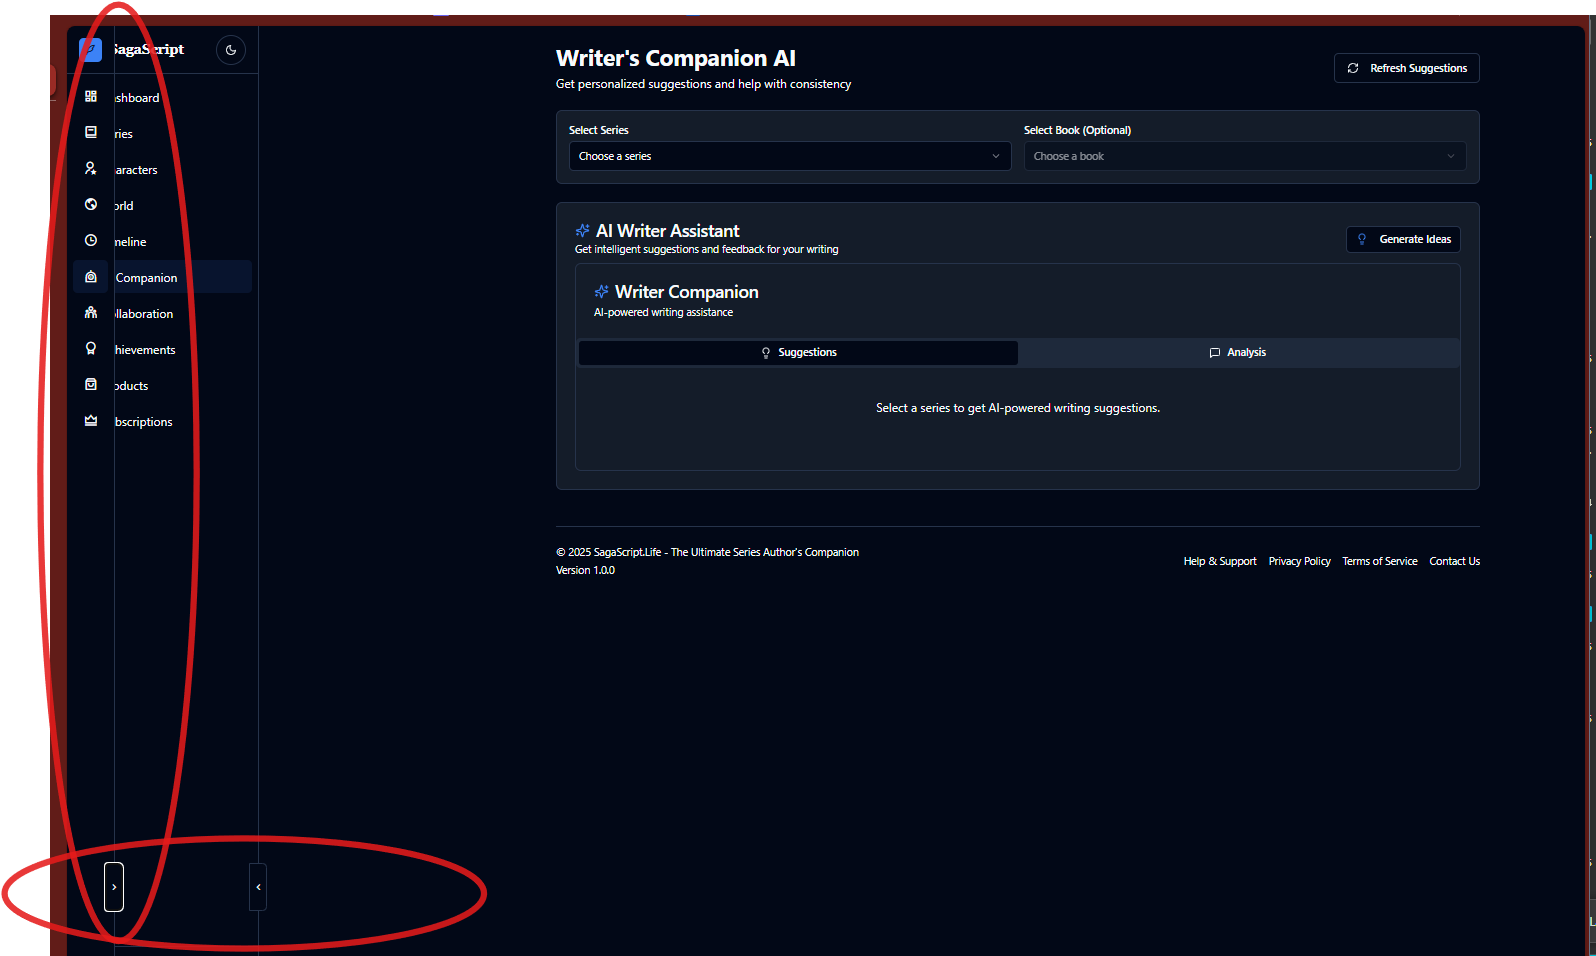 SagaScript
shboard
ries
aracters
orld
neline
Companion
llaboration
hievements
oducts
bscriptions
Writer's Companion AI
Get personalized suggestions and help with consistency
Refresh Suggestions
Select Series
Select Book (Optional)
Choose a series
Choose a book
AI Writer Assistant
Get intelligent suggestions and feedback for your writing
Generate Ideas
Writer Companion
AI-powered writing assistance
Suggestions
Analysis
Select a series to get AI-powered writing suggestions.
© 2025 SagaScript.Life - The Ultimate Series Author's Companion
Version 1.0.0
Help & Support Privacy Policy Terms of Service Contact Us